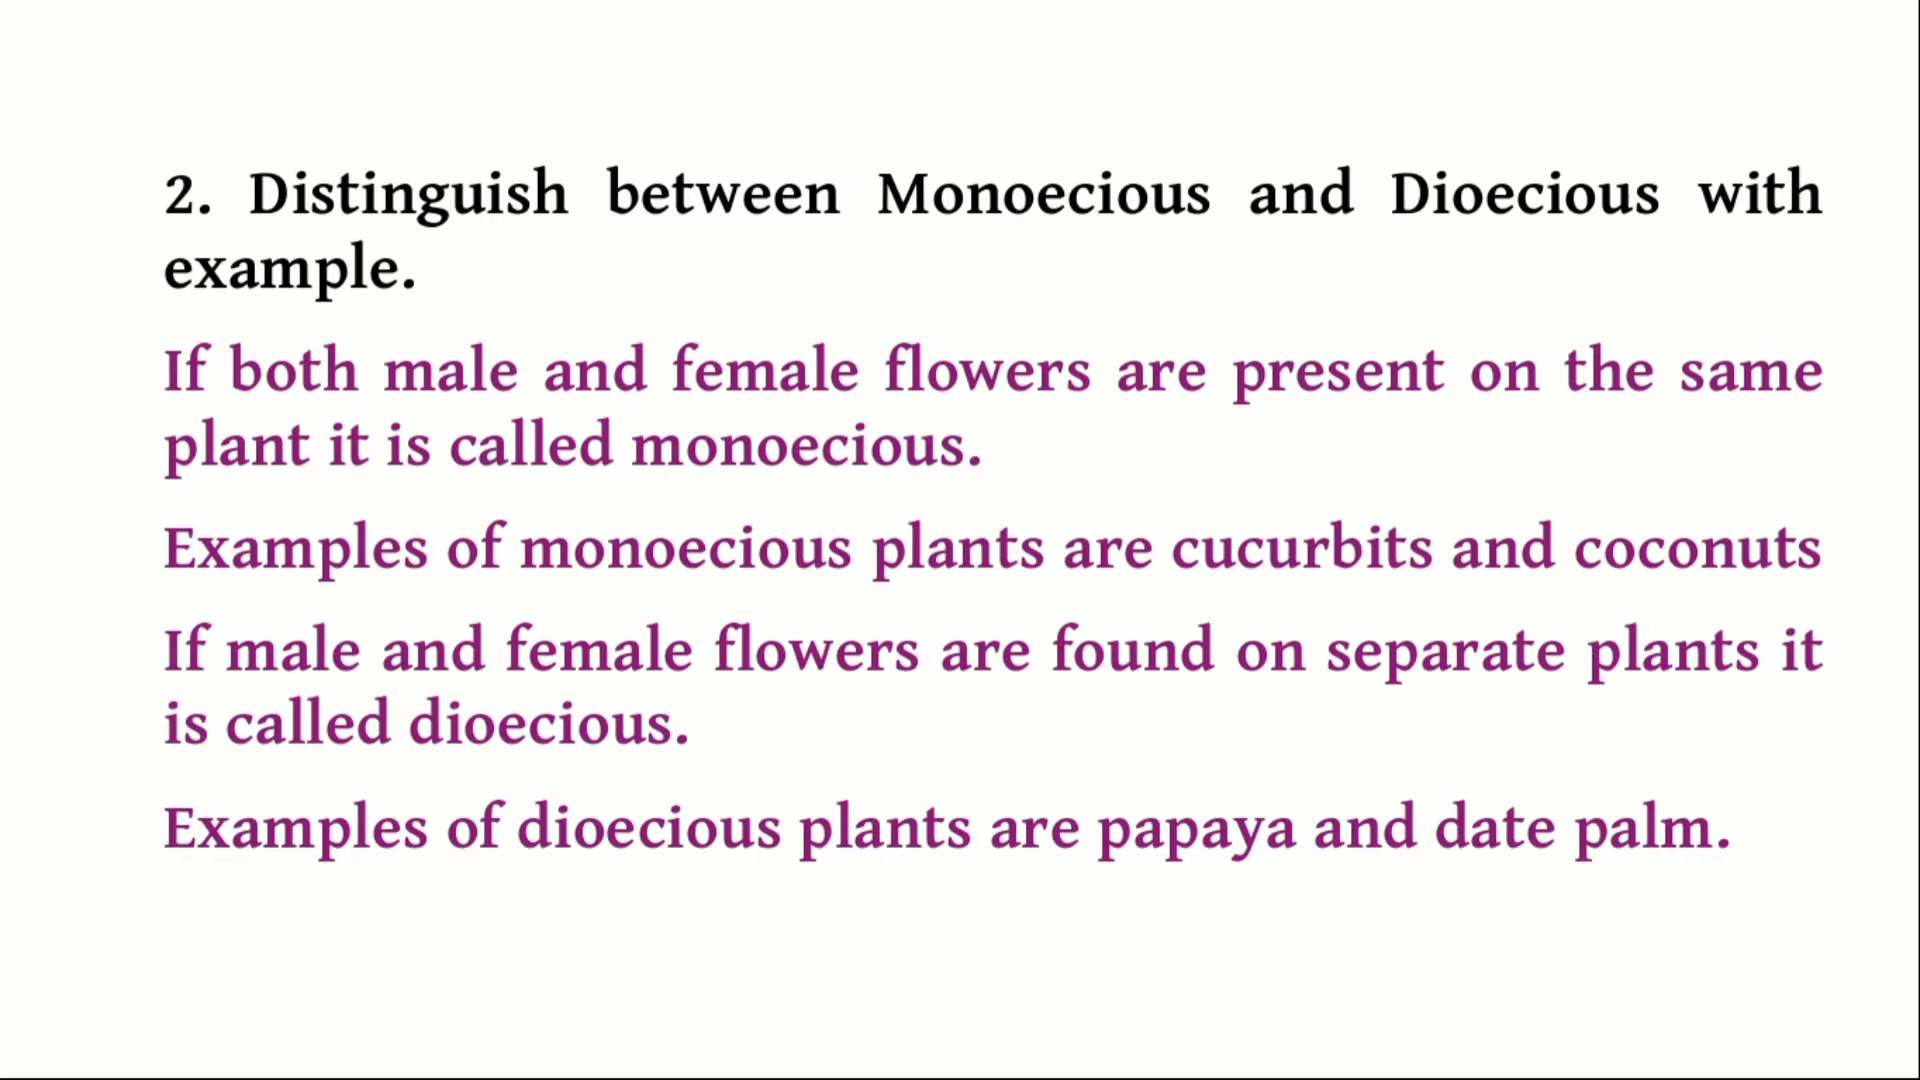 2. Distinguish between Monoecious and Dioecious with
example.
If both male and female flowers are present on the same
plant it is called monoecious.
Examples of monoecious plants are cucurbits and coconuts
If male and female flowers are found on separate plants it
is called dioecious.
Examples of dioecious plants are papaya and date palm.